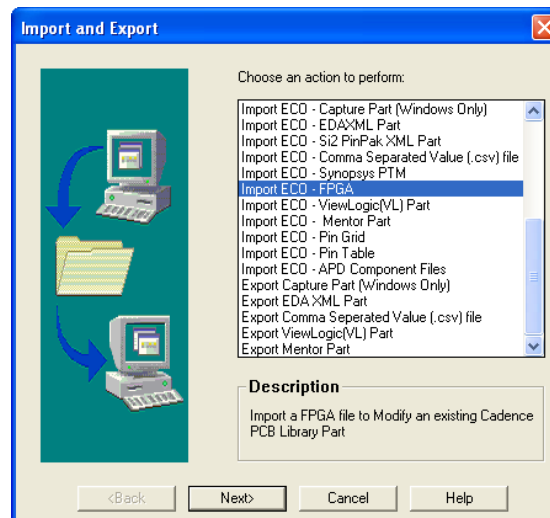 Import and Export
Choose an action to perform:
Import ECO - Capture Part (Windows Only)
Import ECO - EDAXML Part
Import ECO - Si2 PinPak XML Part
Import ECO - Comma Separated Value (.csv) file
Import ECO - Synopsys PTM
Import ECO - FPGA
Import ECO - ViewLogic(VL) Part
Import ECO -  Mentor Part
Import ECO - Pin Grid
Import ECO - Pin Table
Import ECO - APD Component Files
Export Capture Part (Windows Only)
Export EDA XML Part
Export Comma Seperated Value (.csv) file
Export ViewLogic(VL) Part
Export Mentor Part
Description
Import a FPGA file to Modify an existing Cadence
PCB Library Part
<Back Next> Cancel Help